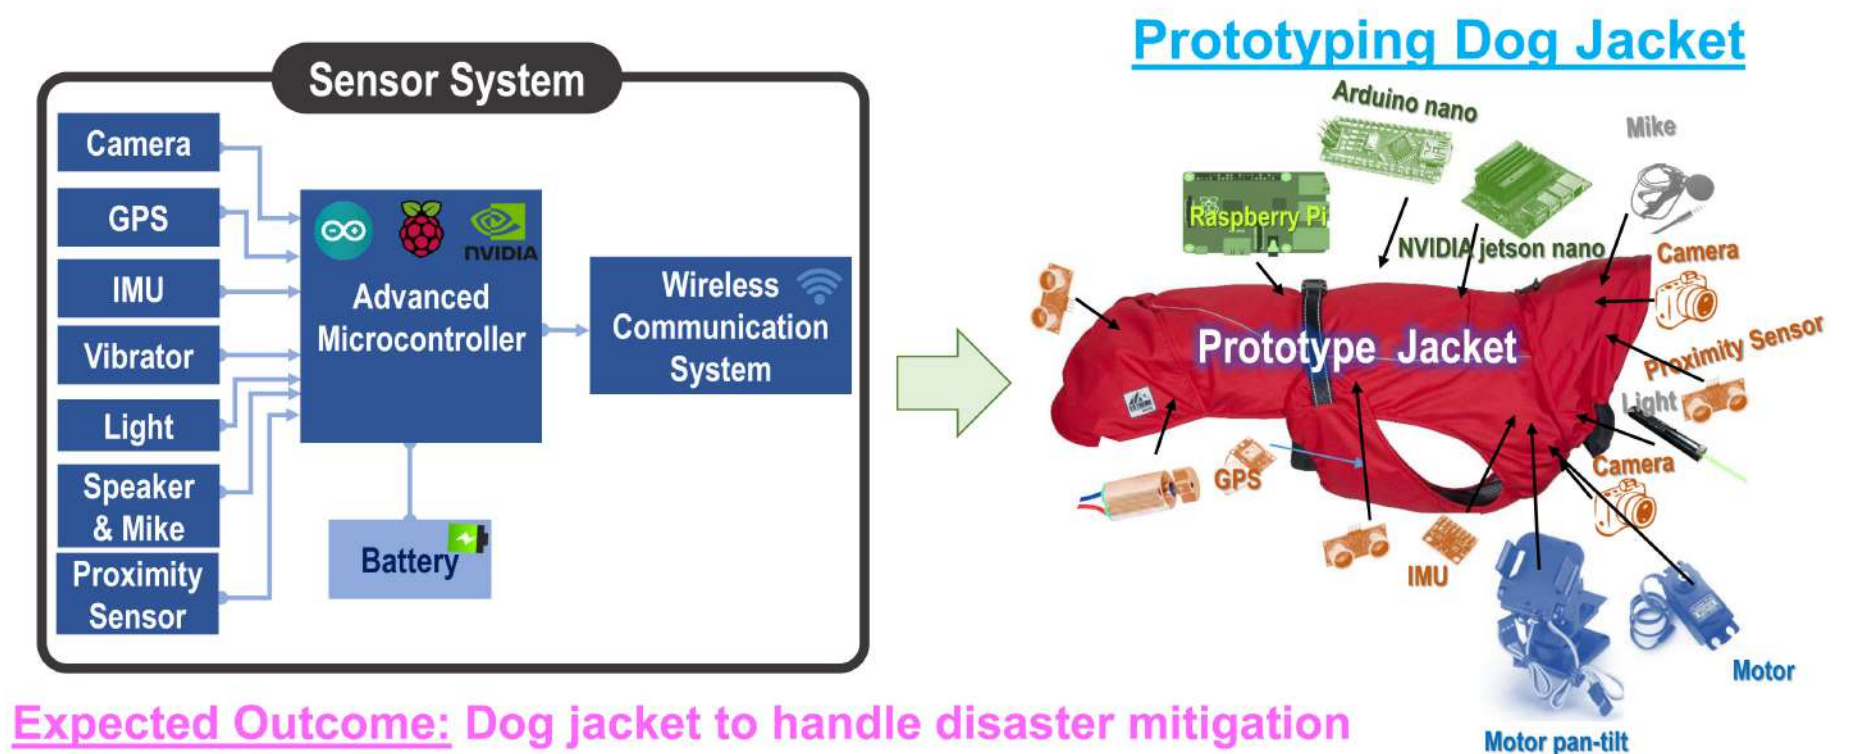 Sensor System
Camera
GPS
IMU
Vibrator
Light
Speaker
& Mike
Proximity
Sensor
NVIDIA
Advanced
Microcontroller
Battery
Wireless
Communication
System
Prototyping Dog Jacket
Arduino nano
Mike
Raspberry Pi
NVIDIA jetson nano
Camera
Proximity Sensor
Prototype Jacket
Light
GPS
Camera
IMU
Motor
Motor pan-tilt
Expected Outcome: Dog jacket to handle disaster mitigation